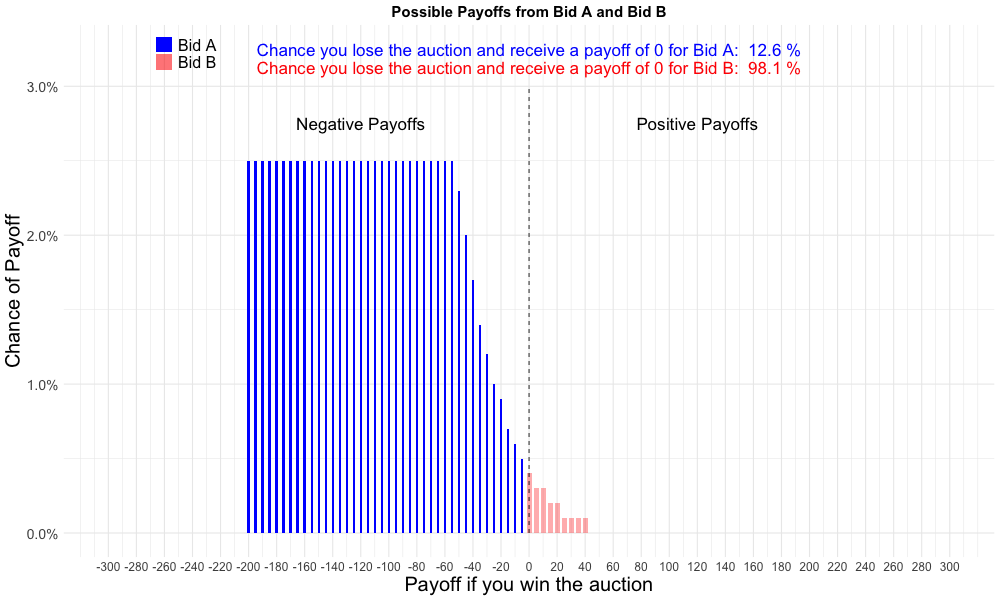 Possible Payoffs from Bid A and Bid B
Bid A
Bid B
Chance you lose the auction and receive a payoff of 0 for Bid A:  12.6 %
Chance you lose the auction and receive a payoff of 0 for Bid B:  98.1 %
Negative Payoffs
Positive Payoffs
Chance of Payoff
3.0%
2.0%
1.0%
0.0%
-300 -280 -260 -240 -220 -200 -180 -160 -140 -120 -100 -80 -60 -40 -20 0 20 40 60 80 100 120 140 160 180 200 220 240 260 280 300
Payoff if you win the auction